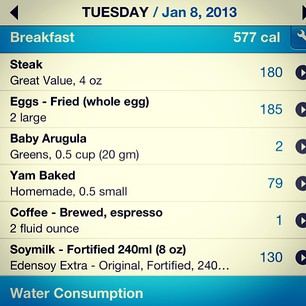 TUESDAY / Jan 8, 2013
Breakfast 577 cal
Steak
Great Value, 4 oz 180
Eggs - Fried (whole egg)
2 large 185
Baby Arugula
Greens, 0.5 cup (20 gm) 2
Yam Baked
Homemade, 0.5 small 79
Coffee - Brewed, espresso
2 fluid ounce 1
Soymilk - Fortified 240ml (8 oz)
Edensoy Extra - Original, Fortified, 240... 130
Water Consumption